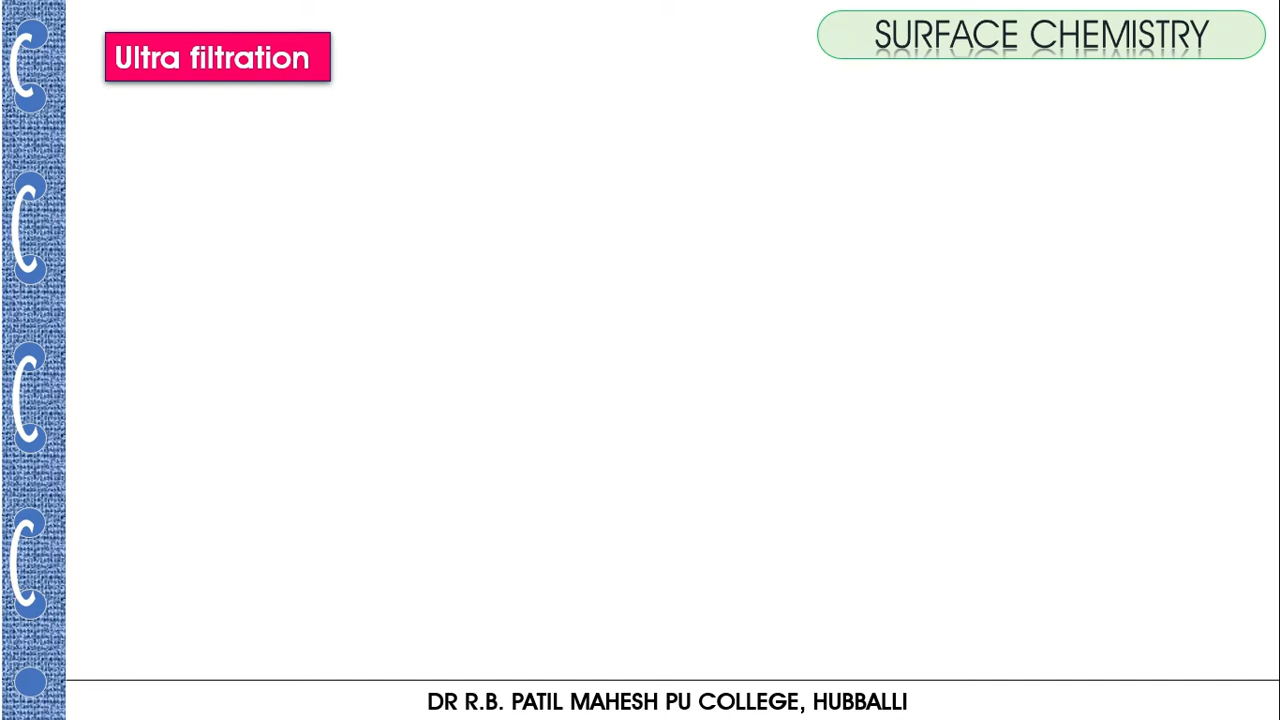 SURFACE CHEMISTRY
Ultra filtration
DR R.B. PATIL MAHESH PU COLLEGE, HUBBALLI